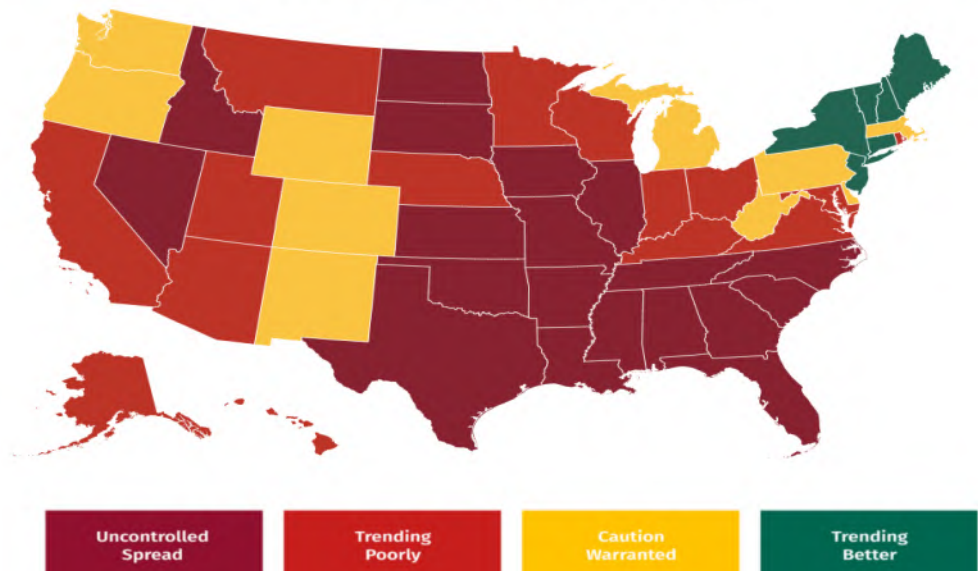 Uncontrolled
Spread
Trending
Poorly
Caution
Warranted
Trending
Better